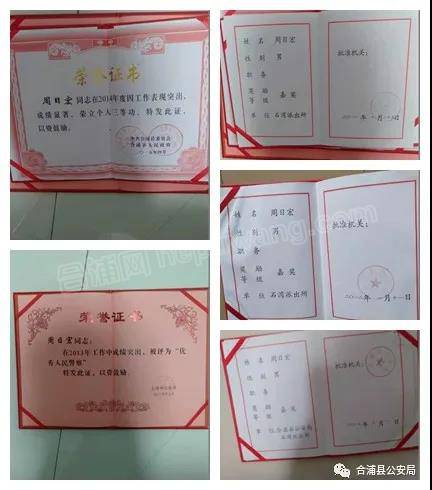 荣誉证书
周日宏同志在2014年度因工作表现突出,
成绩显著、荣立个人三等功。特发此证,
以资鼓励。
姓名 周日宏
性别 男
职务
奖励等级 嘉奖
单位 石湾派出所
批准机关:
姓名 周日宏
性别 男
职务
奖励等级 嘉奖
单位 石湾派出所
批准机关:
合浦网
荣誉证书
周日宏同志:
在2013年工作中成绩突出,被评为“优
秀人民警察”
特发此证,以资鼓励。
姓名 周日宏
性别 男
职务
奖励等级 嘉奖
批准机关:
合浦县公安局